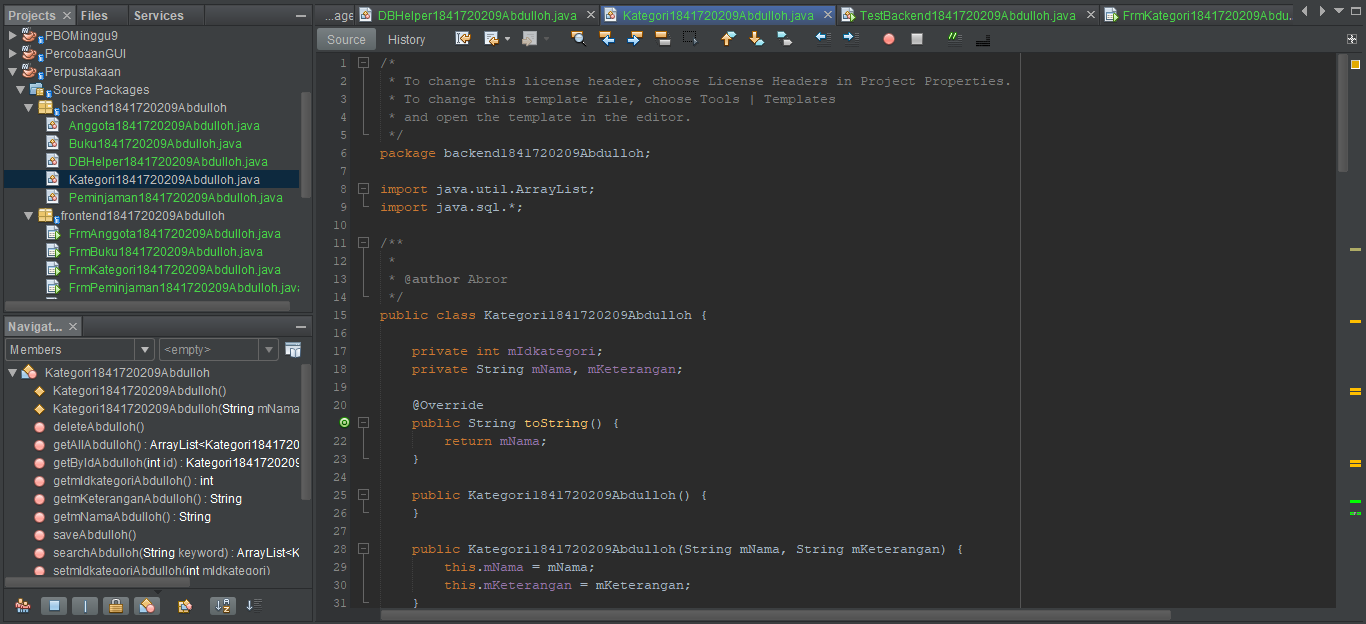 Projects Files Services
PBOMinggu9
PercobaanGUI
Perpustakaan
Source Packages
backend1841720209Abdulloh
Anggota1841720209Abdulloh.java
Buku1841720209Abdulloh.java
DBHelper1841720209Abdulloh.java
Kategori1841720209Abdulloh.java
Peminjaman1841720209Abdulloh.java
frontend1841720209Abdulloh
FrmAnggota1841720209Abdulloh.java
FrmBuku1841720209Abdulloh.java
FrmKategori1841720209Abdulloh.java
FrmPeminjaman1841720209Abdulloh.java
Navigat...
Members <empty>
Kategori1841720209Abdulloh
Kategori1841720209Abdulloh()
Kategori1841720209Abdulloh(String mNama
deleteAbdulloh()
getAllAbdulloh() : ArrayList<Kategori1841720
getByIdAbdulloh(int id) : Kategori1841720209
getmIdkategoriAbdulloh() : int
getmKeteranganAbdulloh() : String
getmNamaAbdulloh() : String
saveAbdulloh()
searchAbdulloh(String keyword) : ArrayList<K
setmIdkategoriAbdulloh(int mIdkategori)
...age DBHelper1841720209Abdulloh.java Kategori1841720209Abdulloh.java TestBackend1841720209Abdulloh.java FrmKategori1841720209Abdu...
Source History
1 /*
2 * To change this license header, choose License Headers in Project Properties.
3 * To change this template file, choose Tools | Templates
4 * and open the template in the editor.
5 */
6 package backend1841720209Abdulloh;
7
8 import java.util.ArrayList;
9 import java.sql.*;
10
11 /**
12 *
13 * @author Abror
14 */
15 public class Kategori1841720209Abdulloh {
16
17 private int mIdkategori;
18 private String mNama, mKeterangan;
19
20 @Override
public String toString() {
22 return mNama;
23 }
24
25 public Kategori1841720209Abdulloh() {
26 }
27
28 public Kategori1841720209Abdulloh(String mNama, String mKeterangan) {
29 this.mNama = mNama;
30 this.mKeterangan = mKeterangan;
31 }